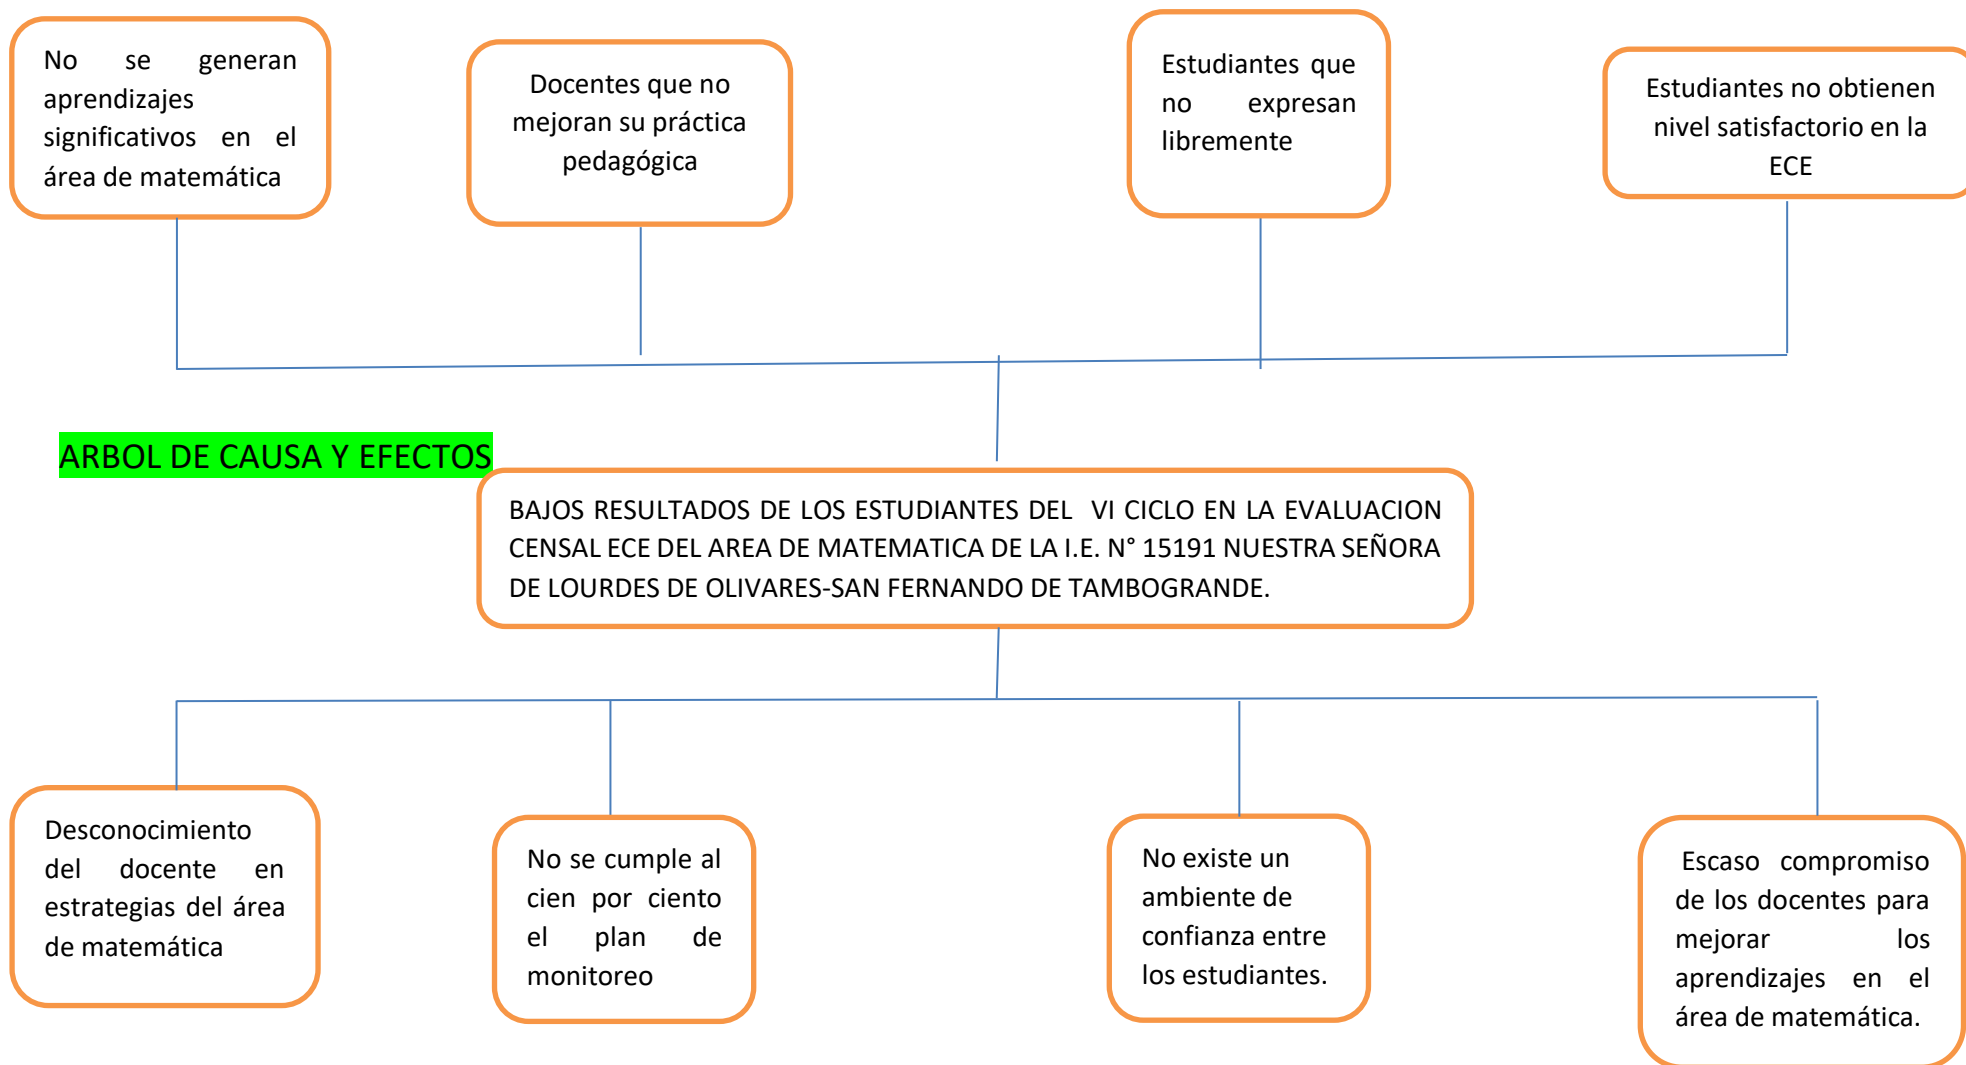 No se generan
aprendizajes
significativos en el
área de matemática
Docentes que no
mejoran su práctica
pedagógica
Estudiantes que
no expresan
libremente
Estudiantes no obtienen
nivel satisfactorio en la
ECE
ARBOL DE CAUSA Y EFECTOS
BAJOS RESULTADOS DE LOS ESTUDIANTES DEL VI CICLO EN LA EVALUACION
CENSAL ECE DEL AREA DE MATEMATICA DE LA I.E. N° 15191 NUESTRA SEÑORA
DE LOURDES DE OLIVARES-SAN FERNANDO DE TAMBOGRANDE.
Desconocimiento
del docente en
estrategias del área
de matemática
No se cumple al
cien por ciento
el plan de
monitoreo
No existe un
ambiente de
confianza entre
los estudiantes.
Escaso compromiso
de los docentes para
mejorar los
aprendizajes en el
área de matemática.